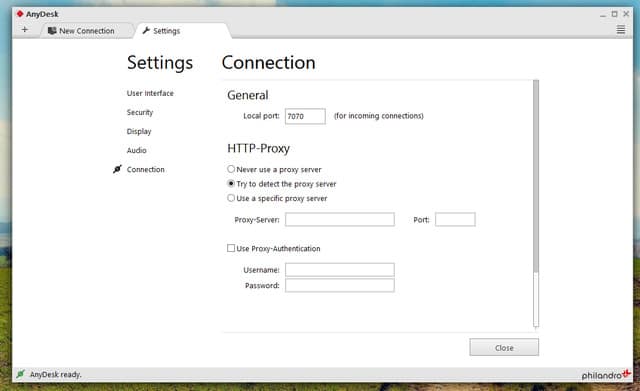 AnyDesk
New Connection
Settings
Settings
User Interface
Security
Display
Audio
Connection
Connection
General
Local port: 7070 (for incoming connections)
HTTP-Proxy
Never use a proxy server
Try to detect the proxy server
Use a specific proxy server
Proxy-Server: Port:
Use Proxy-Authentication
Username:
Password:
Close
AnyDesk ready.
philandro